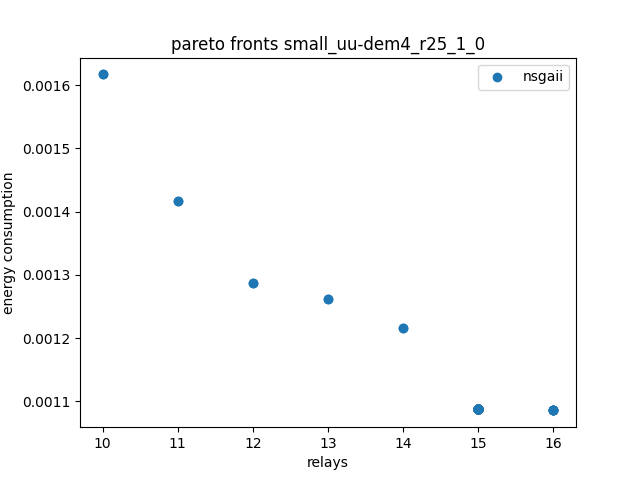 pareto fronts small_uu-dem4_r25_1_0
nsgaii
0.0016
0.0015
0.0014
0.0013
0.0012
0.0011
energy consumption
10 11 12 13 14 15 16
relays